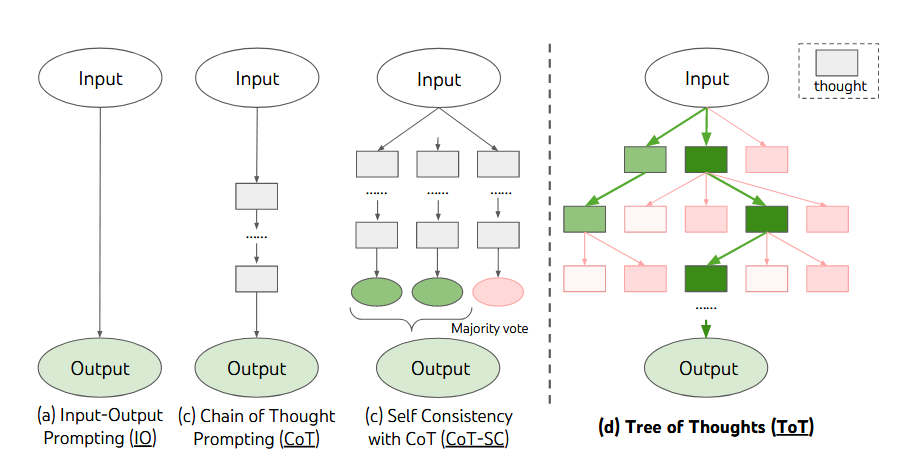 Input
Input
Input
Input
thought
......
......
......
......
......
Majority vote
Output
Output
Output
(a) Input-Output
Prompting (IO)
(c) Chain of Thought
Prompting (CoT)
(c) Self Consistency
with CoT (CoT-SC)
(d) Tree of Thoughts (ToT)